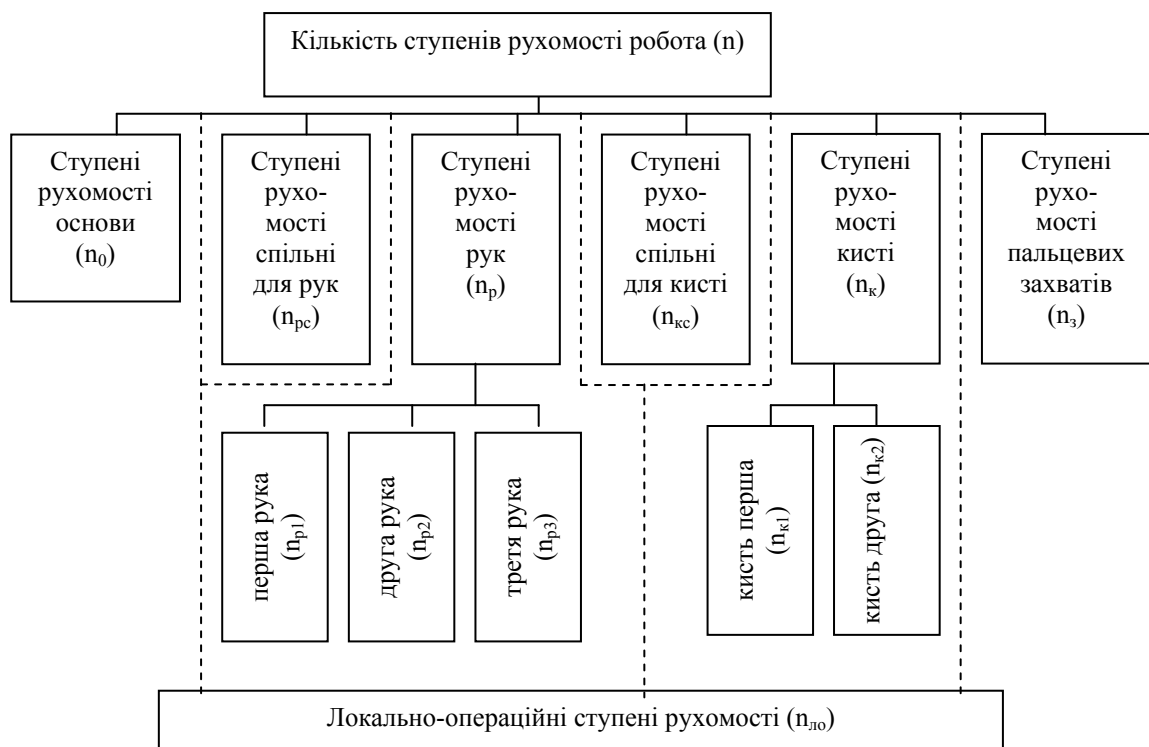 Кількість ступенів рухомості робота (n)
Ступені
рухомості
основи
(n₀)
Ступені
рухо-
мості
спільні
для рук
(nрс)
Ступені
рухо-
мості
рук
(nр)
Ступені
рухо-
мості
спільні
для кисті
(nкс)
Ступені
рухо-
мості
кисті
(nк)
Ступені
рухо-
мості
пальцевих
захватів
(nз)
перша рука
(nр1)
друга рука
(nр2)
третя рука
(nр3)
кисть перша
(nк1)
кисть друга (nк2)
Локально-операційні ступені рухомості (nло)